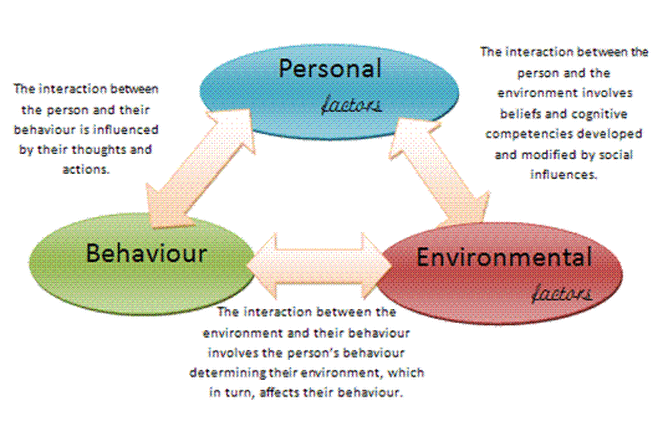 Personal
factors
The interaction between
the person and their
behaviour is influenced
by their thoughts and
actions.
The interaction between the
person and the
environment involves
beliefs and cognitive
competencies developed
and modified by social
influences.
Behaviour
Environmental
factors
The interaction between the
environment and their behaviour
involves the person's behaviour
determining their environment, which
in turn, affects their behaviour.